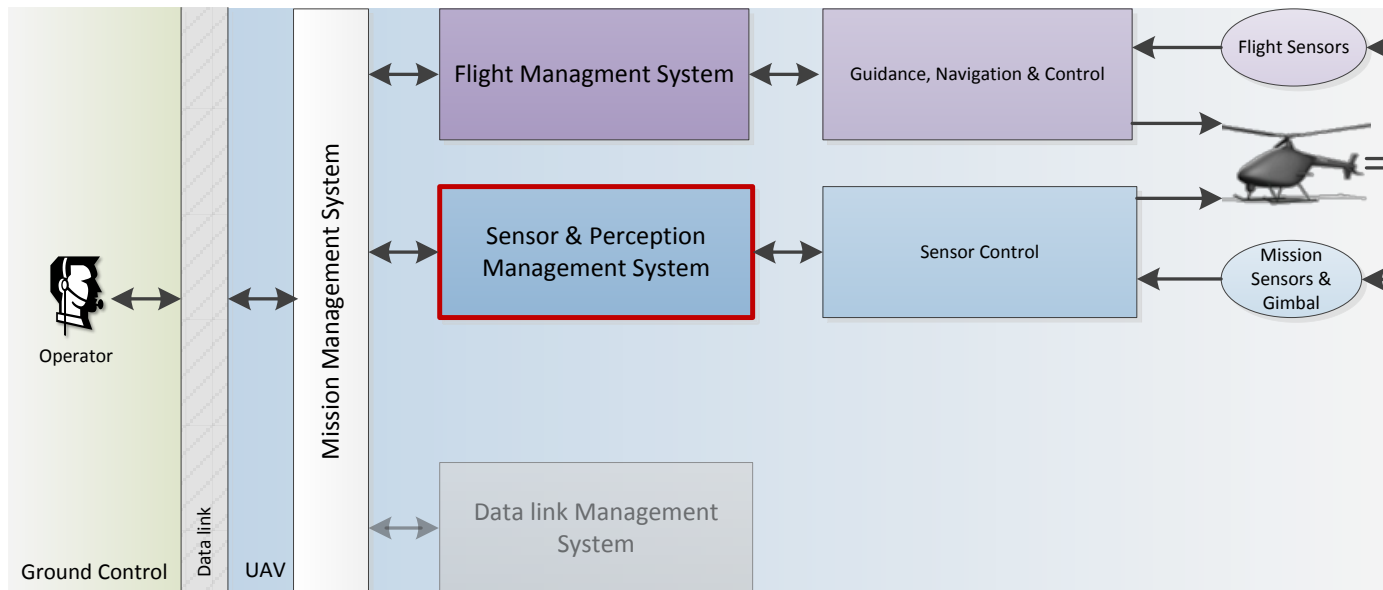 Flight Managment System
Guidance, Navigation & Control
Flight Sensors
Mission Management System
Sensor & Perception
Management System
Sensor Control
Mission
Sensors &
Gimbal
Operator
Data link Management
System
Ground Control
Data link
UAV